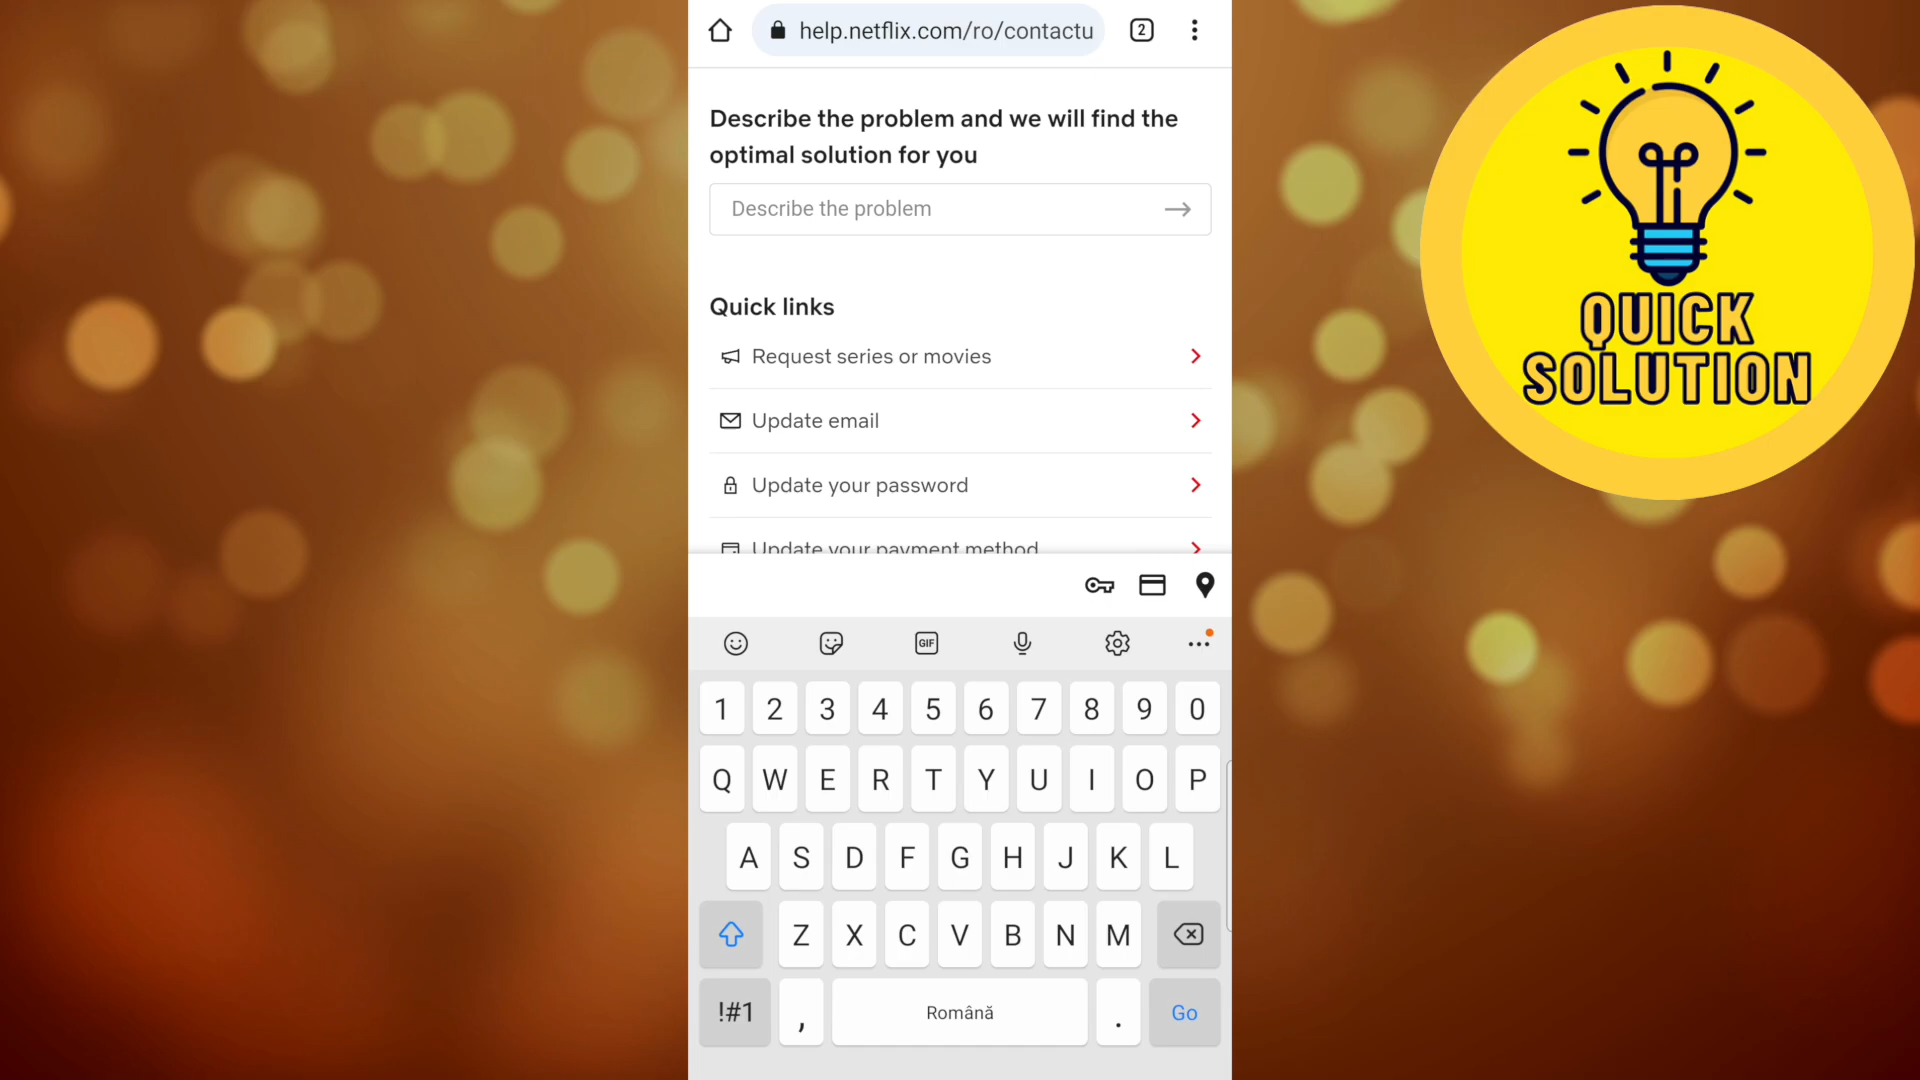 help.netflix.com/ro/contactu
2
Describe the problem and we will find the
optimal solution for you
Describe the problem
Quick links
Request series or movies
Update email
Update your password
Update your payment method
GIF
1 2 3 4 5 6 7 8 9 0
Q W E R T Y U I O P
A S D F G H J K L
Z X C V B N M
!#1 , Română . Go
QUICK
SOLUTION